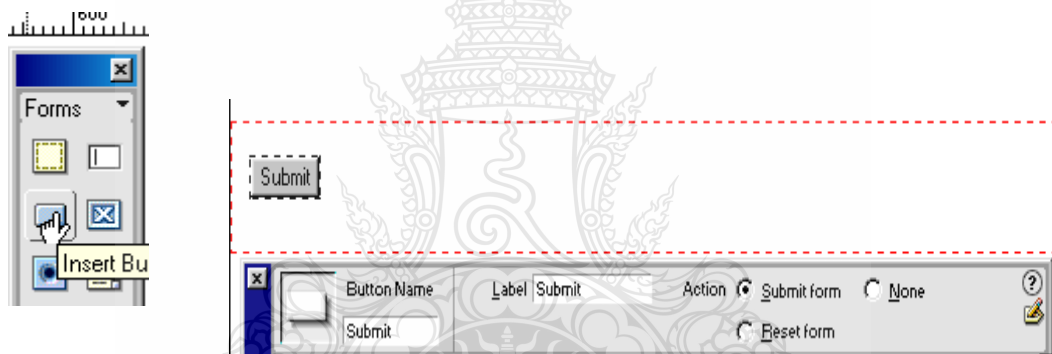 600
Forms
Insert Bu
Submit
Button Name
Label Submit
Action Submit form None
Submit
Reset form